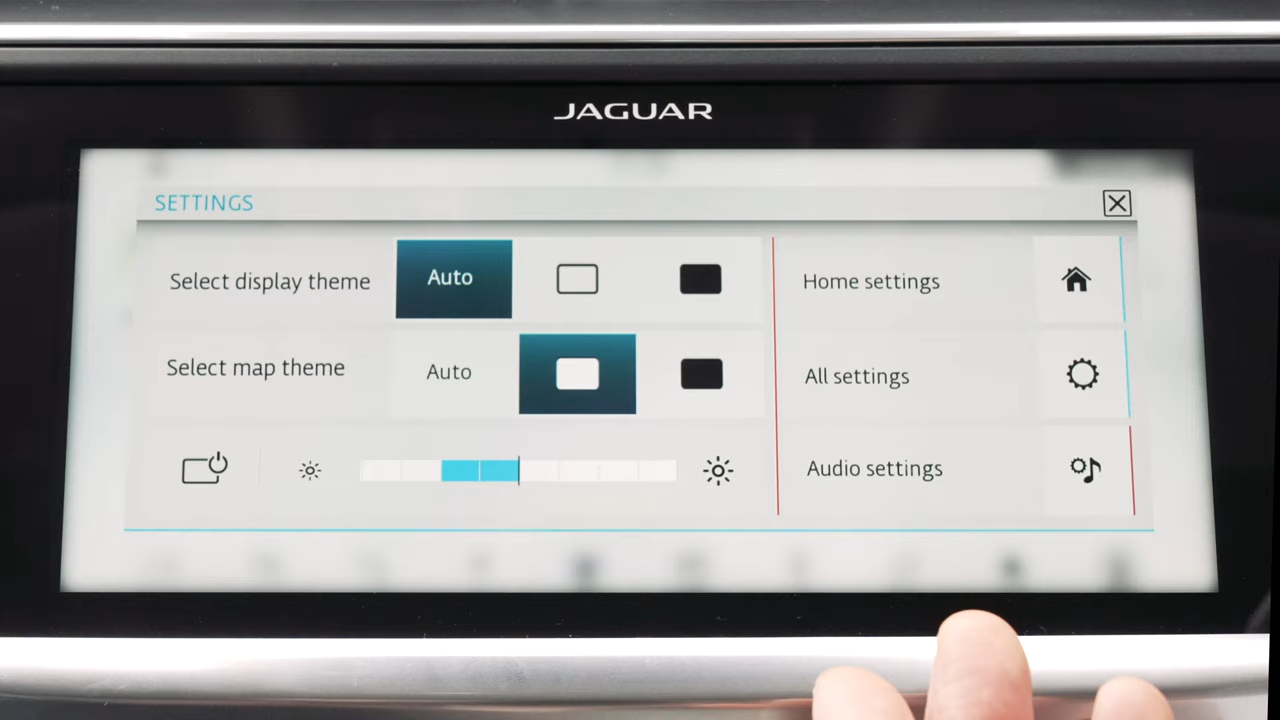 JAGUAR
SETTINGS
Select display theme
Auto
Home settings
Select map theme
Auto
All settings
Audio settings